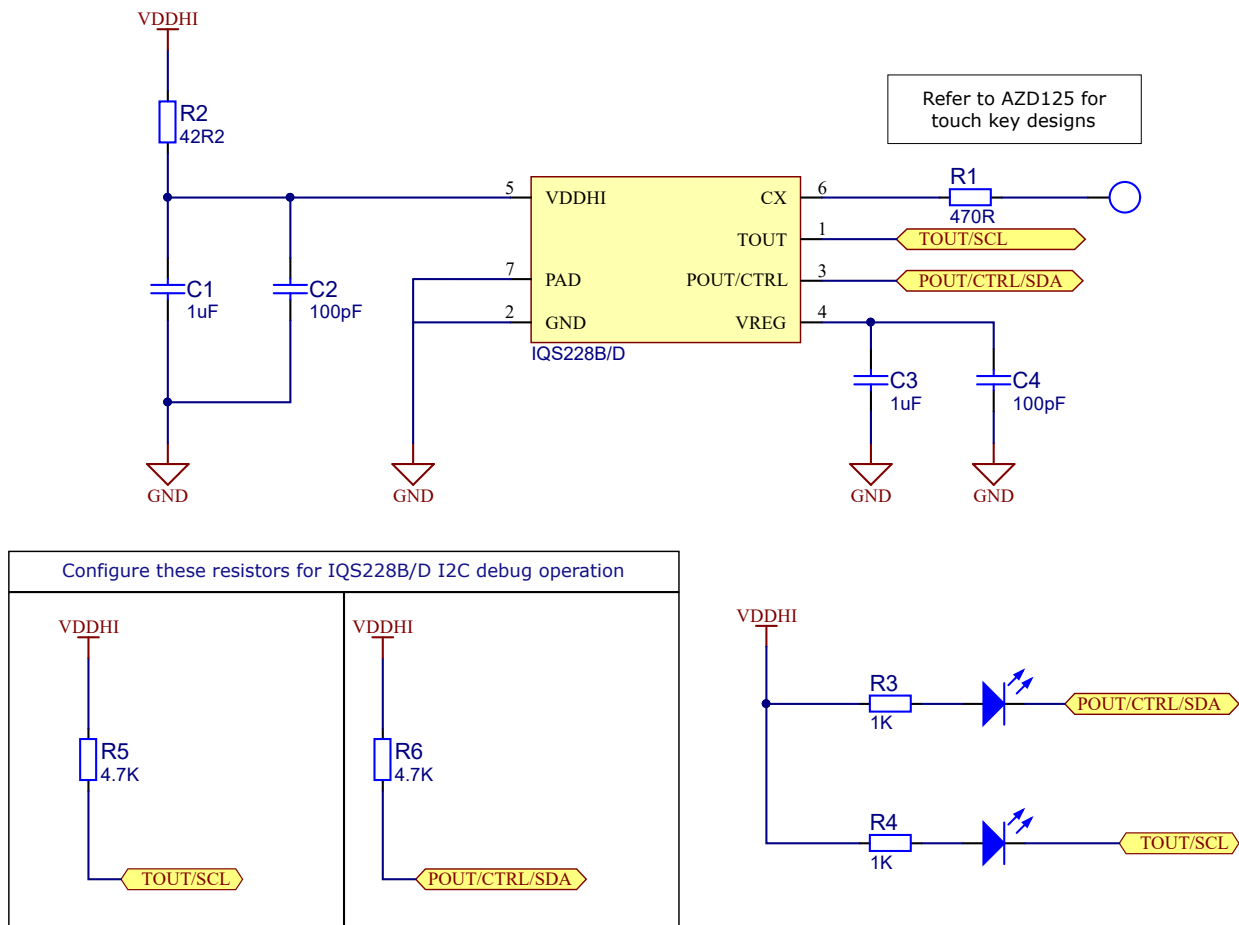 VDDHI
R2
42R2
C1
1uF
C2
100pF
GND
GND
5
7
2
VDDHI
PAD
GND
CX
TOUT
POUT/CTRL
VREG
IQS228B/D
6
1
3
4
Refer to AZD125 for
touch key designs
R1
470R
TOUT/SCL
POUT/CTRL/SDA
C3
1uF
C4
100pF
GND
GND
Configure these resistors for IQS228B/D I2C debug operation
VDDHI
R5
4.7K
TOUT/SCL
VDDHI
R6
4.7K
POUT/CTRL/SDA
VDDHI
R3
1K
POUT/CTRL/SDA
R4
1K
TOUT/SCL